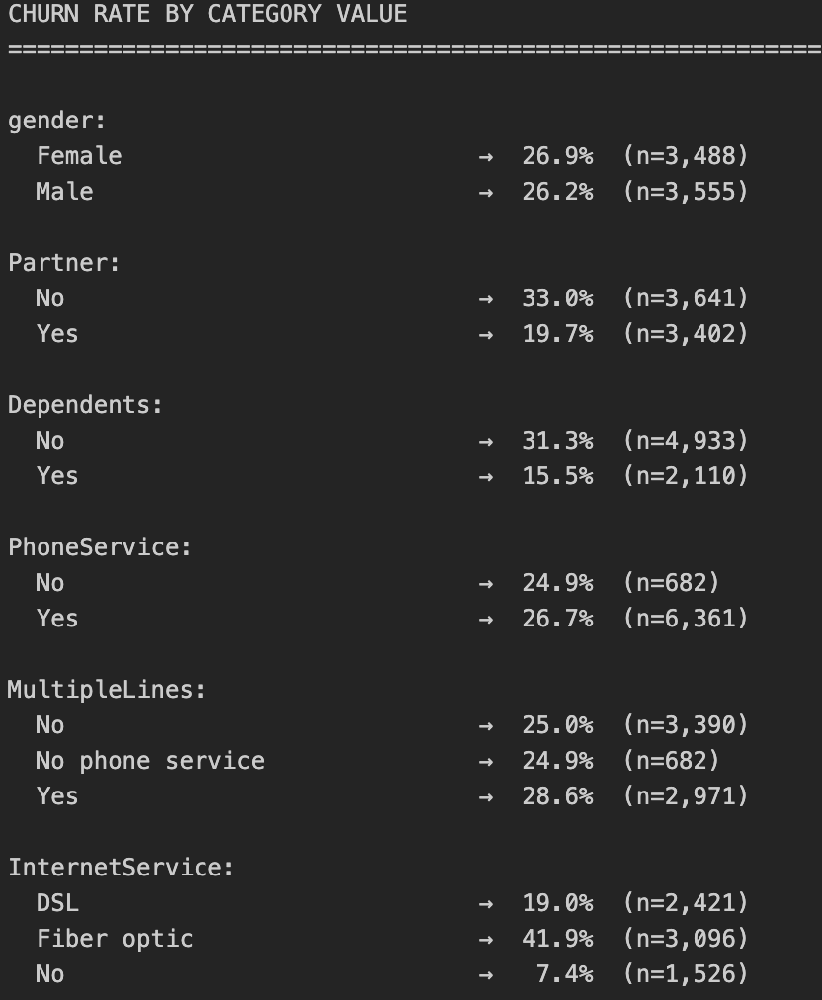 CHURN RATE BY CATEGORY VALUE
=========================================================
gender:
Female → 26.9% (n=3,488)
Male → 26.2% (n=3,555)
Partner:
No → 33.0% (n=3,641)
Yes → 19.7% (n=3,402)
Dependents:
No → 31.3% (n=4,933)
Yes → 15.5% (n=2,110)
PhoneService:
No → 24.9% (n=682)
Yes → 26.7% (n=6,361)
MultipleLines:
No → 25.0% (n=3,390)
No phone service → 24.9% (n=682)
Yes → 28.6% (n=2,971)
InternetService:
DSL → 19.0% (n=2,421)
Fiber optic → 41.9% (n=3,096)
No → 7.4% (n=1,526)